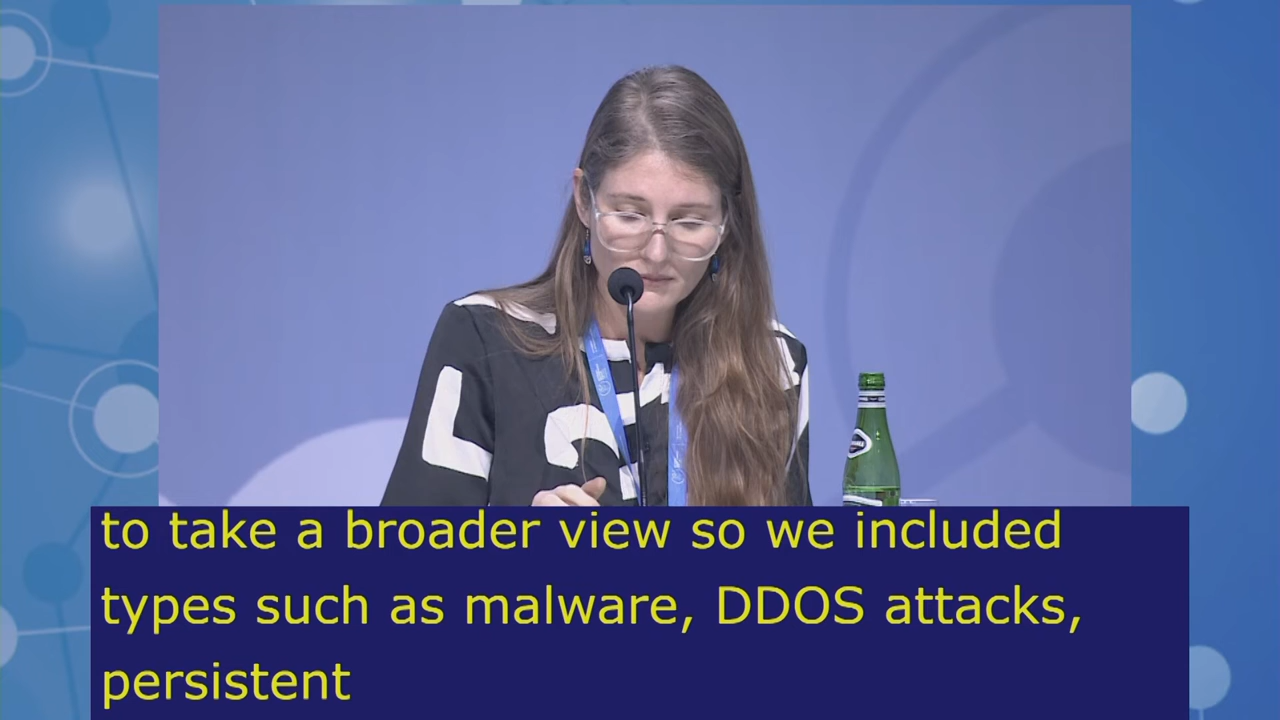 to take a broader view so we included
types such as malware, DDOS attacks,
persistent